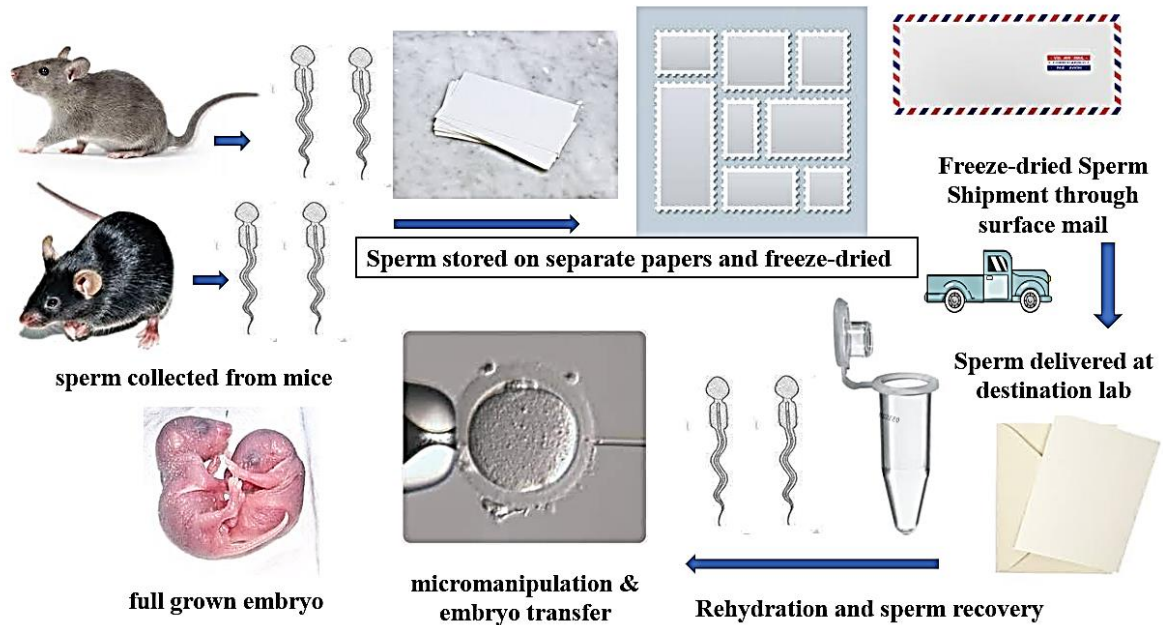 Freeze-dried Sperm
Shipment through
surface mail
Sperm stored on separate papers and freeze-dried
sperm collected from mice
Sperm delivered at
destination lab
full grown embryo
micromanipulation &
embryo transfer
Rehydration and sperm recovery